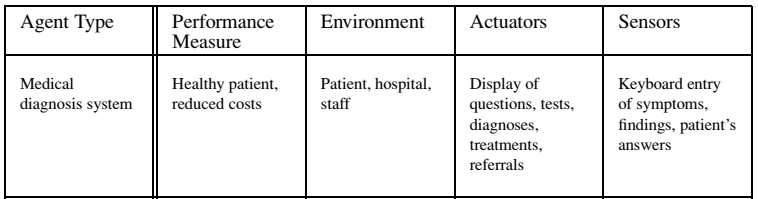 Agent Type
Performance
Measure
Environment
Actuators
Sensors
Medical
diagnosis system
Healthy patient,
reduced costs
Patient, hospital,
staff
Display of
questions, tests,
diagnoses,
treatments,
referrals
Keyboard entry
of symptoms,
findings, patient's
answers